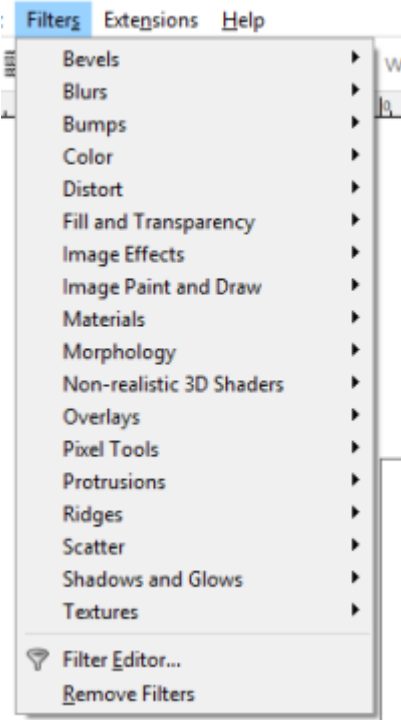 Filters Extensions Help
Bevels
Blurs
Bumps
Color
Distort
Fill and Transparency
Image Effects
Image Paint and Draw
Materials
Morphology
Non-realistic 3D Shaders
Overlays
Pixel Tools
Protrusions
Ridges
Scatter
Shadows and Glows
Textures
Filter Editor...
Remove Filters